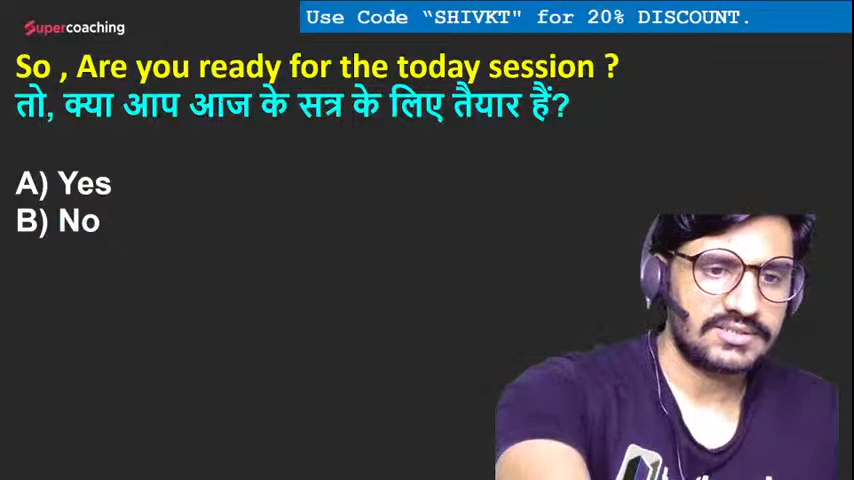 Supercoaching
Use Code “SHIVKT" for 20% DISCOUNT.
So , Are you ready for the today session ?
तो, क्या आप आज के सत्र के लिए तैयार हैं?
A) Yes
B) No